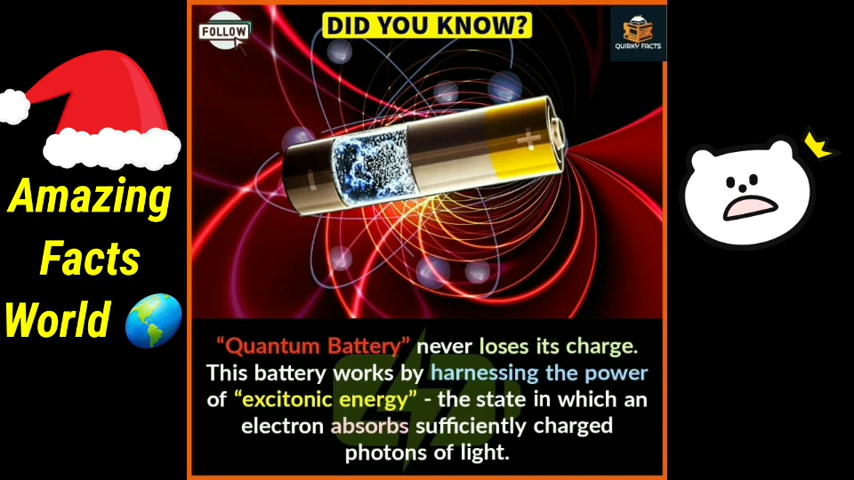 DID YOU KNOW?
FOLLOW
QUIRKY FACTS
Amazing
Facts
World
“Quantum Battery” never loses its charge.
This battery works by harnessing the power
of “excitonic energy” - the state in which an
electron absorbs sufficiently charged
photons of light.